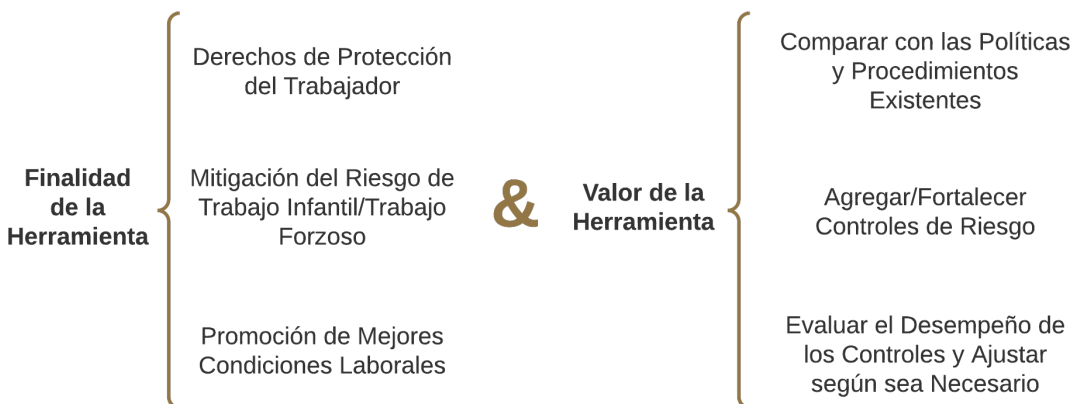 Finalidad
de la
Herramienta
Derechos de Protección
del Trabajador
Mitigación del Riesgo de
Trabajo Infantil/Trabajo
Forzoso
Promoción de Mejores
Condiciones Laborales
&
Valor de la
Herramienta
Comparar con las Políticas
y Procedimientos
Existentes
Agregar/Fortalecer
Controles de Riesgo
Evaluar el Desempeño de
los Controles y Ajustar
según sea Necesario